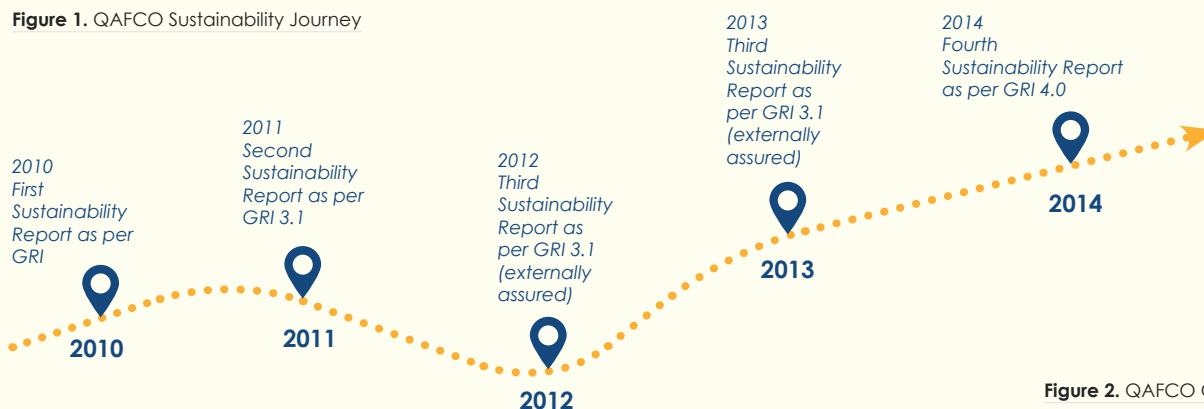 Figure 1. QAFCO Sustainability Journey
2010
First
Sustainability
Report as per
GRI
2010
2011
Second
Sustainability
Report as per
GRI 3.1
2011
2012
Third
Sustainability
Report as
per GRI 3.1
(externally
assured)
2012
2013
Third
Sustainability
Report as
per GRI 3.1
(externally
assured)
2013
2014
Fourth
Sustainability Report
as per GRI 4.0
2014
Figure 2. QAFCO